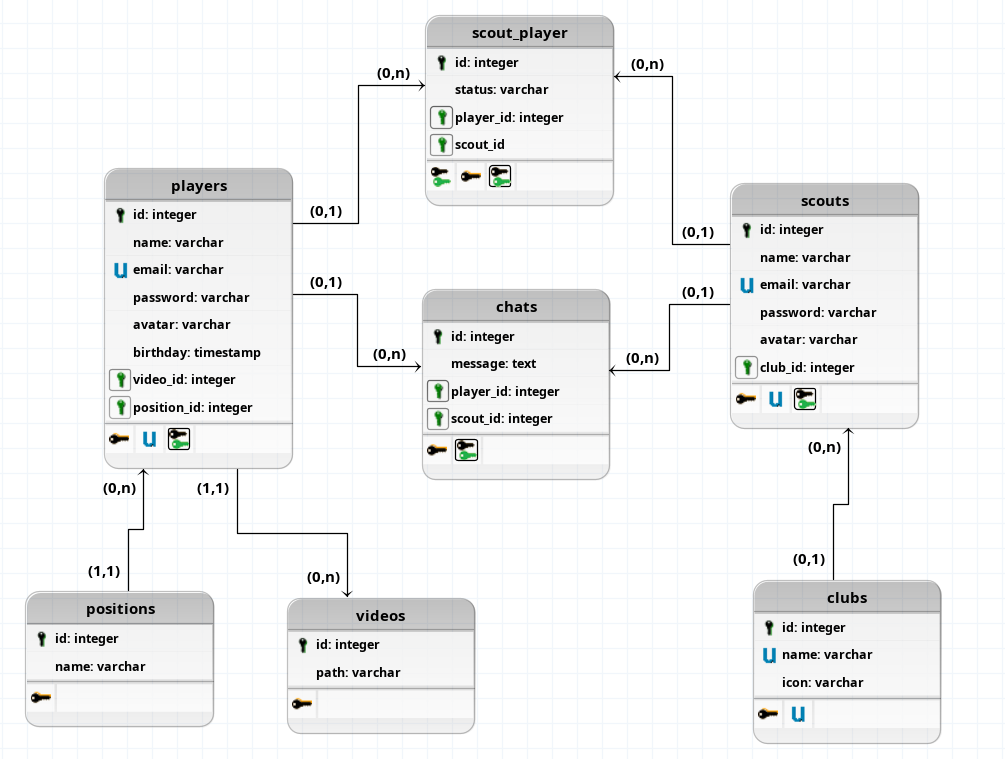 scout_player
id: integer
status: varchar
player_id: integer
scout_id
(0,n)
(0,n)
players
id: integer
name: varchar
u email: varchar
password: varchar
avatar: varchar
birthday: timestamp
video_id: integer
position_id: integer
u
(0,1)
(0,1)
(0,n)
chats
id: integer
message: text
player_id: integer
scout_id: integer
(0,1)
(0,1)
(0,n)
scouts
id: integer
name: varchar
u email: varchar
password: varchar
avatar: varchar
club_id: integer
u
(0,n)
(1,1)
(1,1)
(0,n)
(0,n)
(0,1)
positions
id: integer
name: varchar
videos
id: integer
path: varchar
clubs
id: integer
u name: varchar
icon: varchar
u